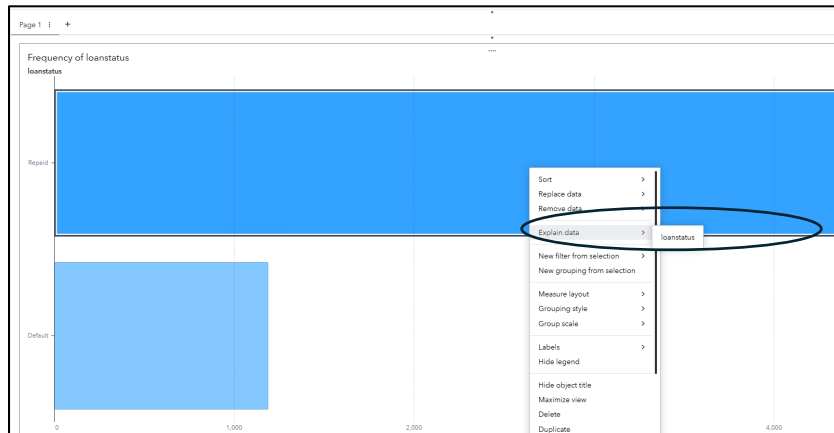 Page 1
Frequency of loanstatus
loanstatus
Repaid
Default
0
1,000
2,000
4,000
Sort
Replace data
Remove data
Explain data
loanstatus
New filter from selection
New grouping from selection
Measure layout
Grouping style
Group scale
Labels
Hide legend
Hide object title
Maximize view
Delete
Duplicate